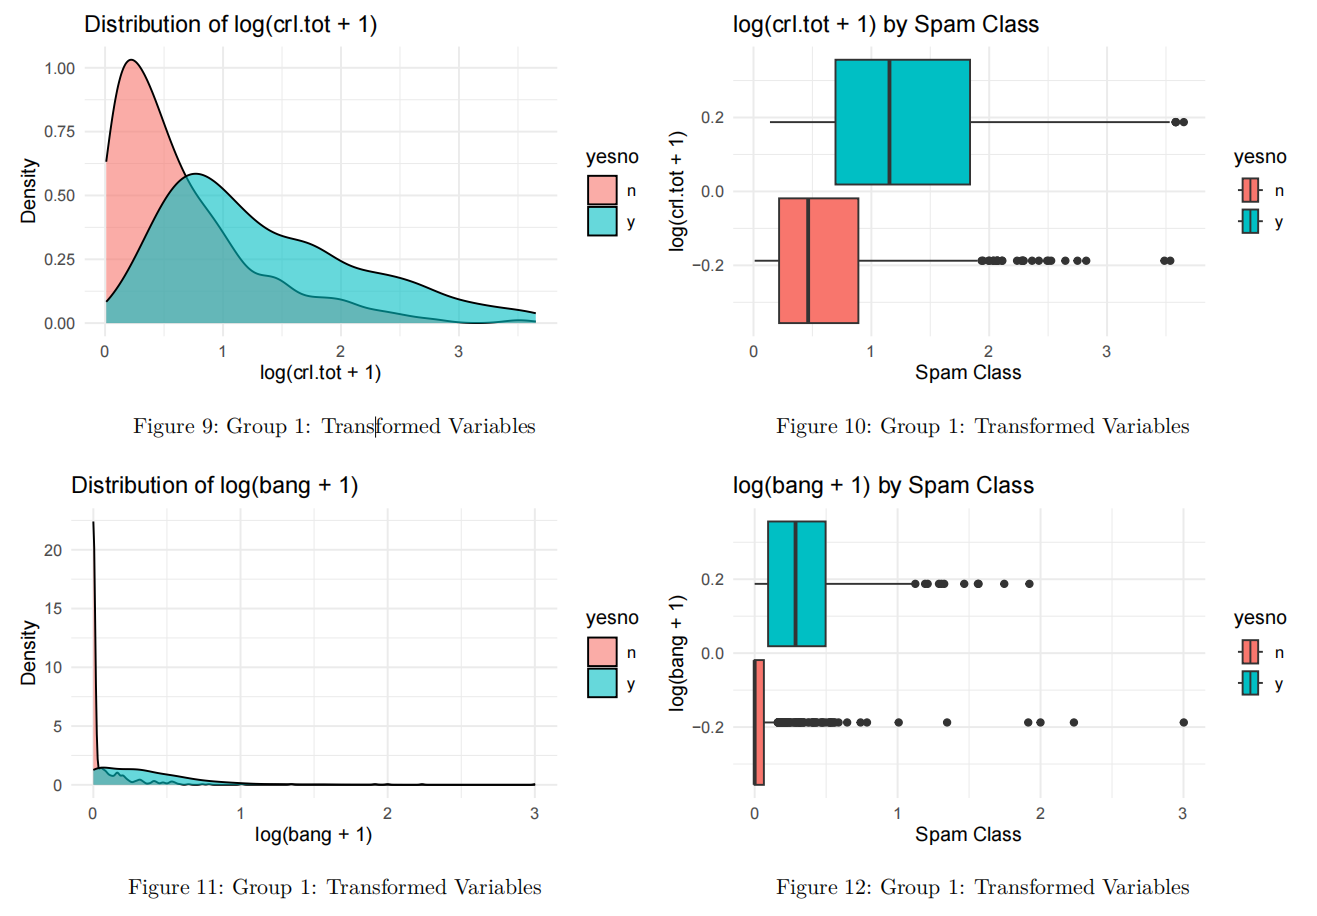 Distribution of log(crl.tot + 1)
1.00
0.75
0.50
0.25
0.00
Density
0 1 2 3
log(crl.tot + 1)
yesno
n
y
Figure 9: Group 1: Transformed Variables
log(crl.tot + 1) by Spam Class
0.2
0.0
−0.2
log(crl.tot + 1)
0 1 2 3
Spam Class
yesno
n
y
Figure 10: Group 1: Transformed Variables
Distribution of log(bang + 1)
20
15
10
5
0
Density
0 1 2 3
log(bang + 1)
yesno
n
y
Figure 11: Group 1: Transformed Variables
log(bang + 1) by Spam Class
0.2
0.0
−0.2
log(bang + 1)
0 1 2 3
Spam Class
yesno
n
y
Figure 12: Group 1: Transformed Variables